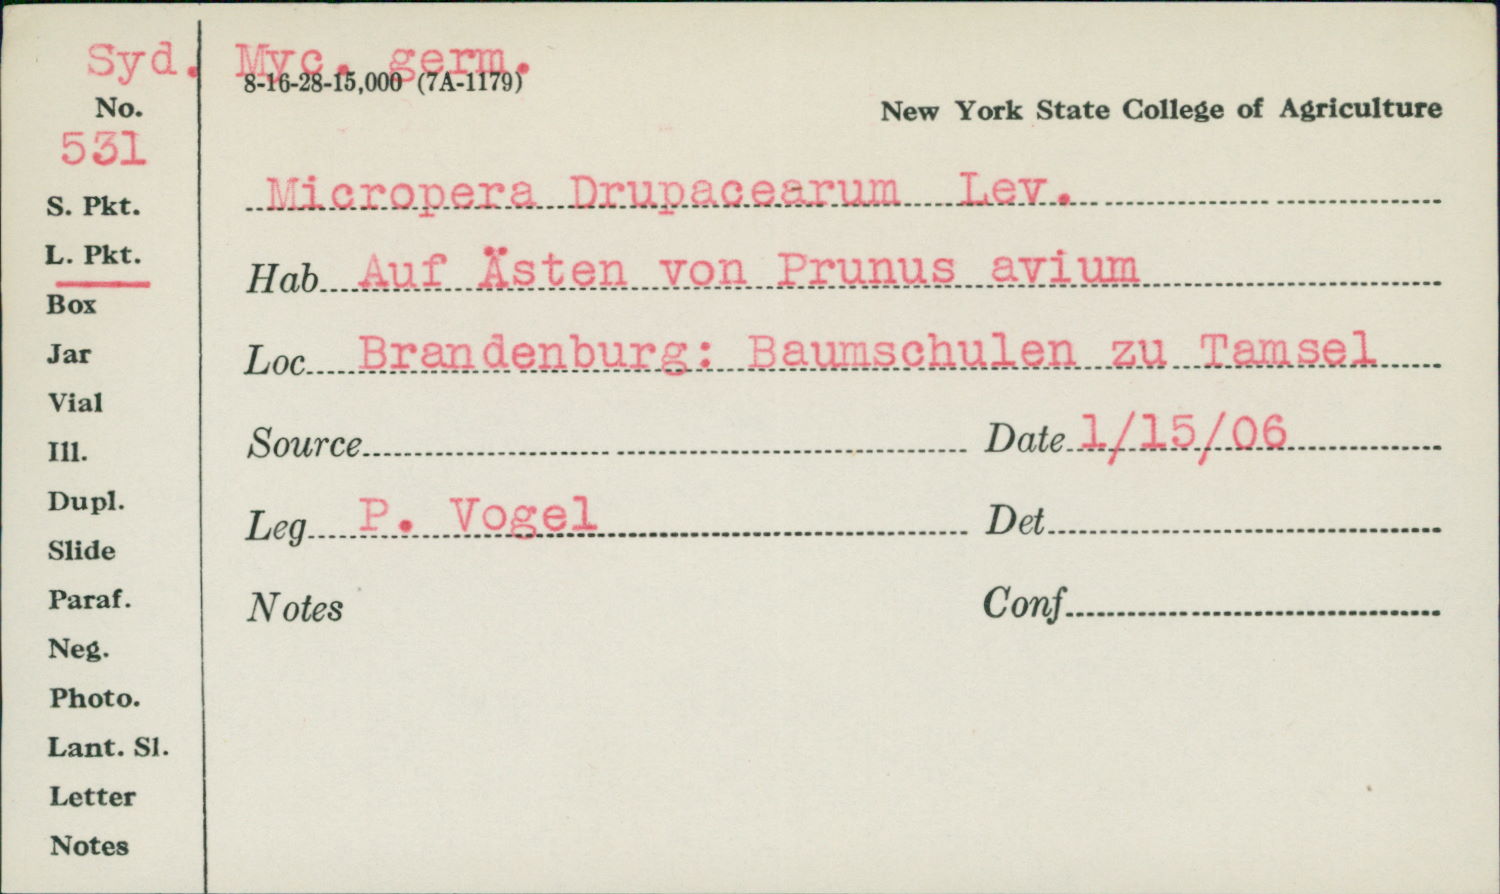 Syd. Myc. germ.
8-16-28-15,000 (7A-1179)
No.
New York State College of Agriculture
531
Micropera Drupacearum Lev.
S. Pkt.
L. Pkt.
Hab Auf Ästen von Prunus avium
Box
Jar
Loc Brandenburg: Baumschulen zu Tamsel
Vial
Ill.
Source Date 1/15/06
Dupl.
Leg P. Vogel Det
Slide
Paraf.
Notes Conf
Neg.
Photo.
Lant. Sl.
Letter
Notes